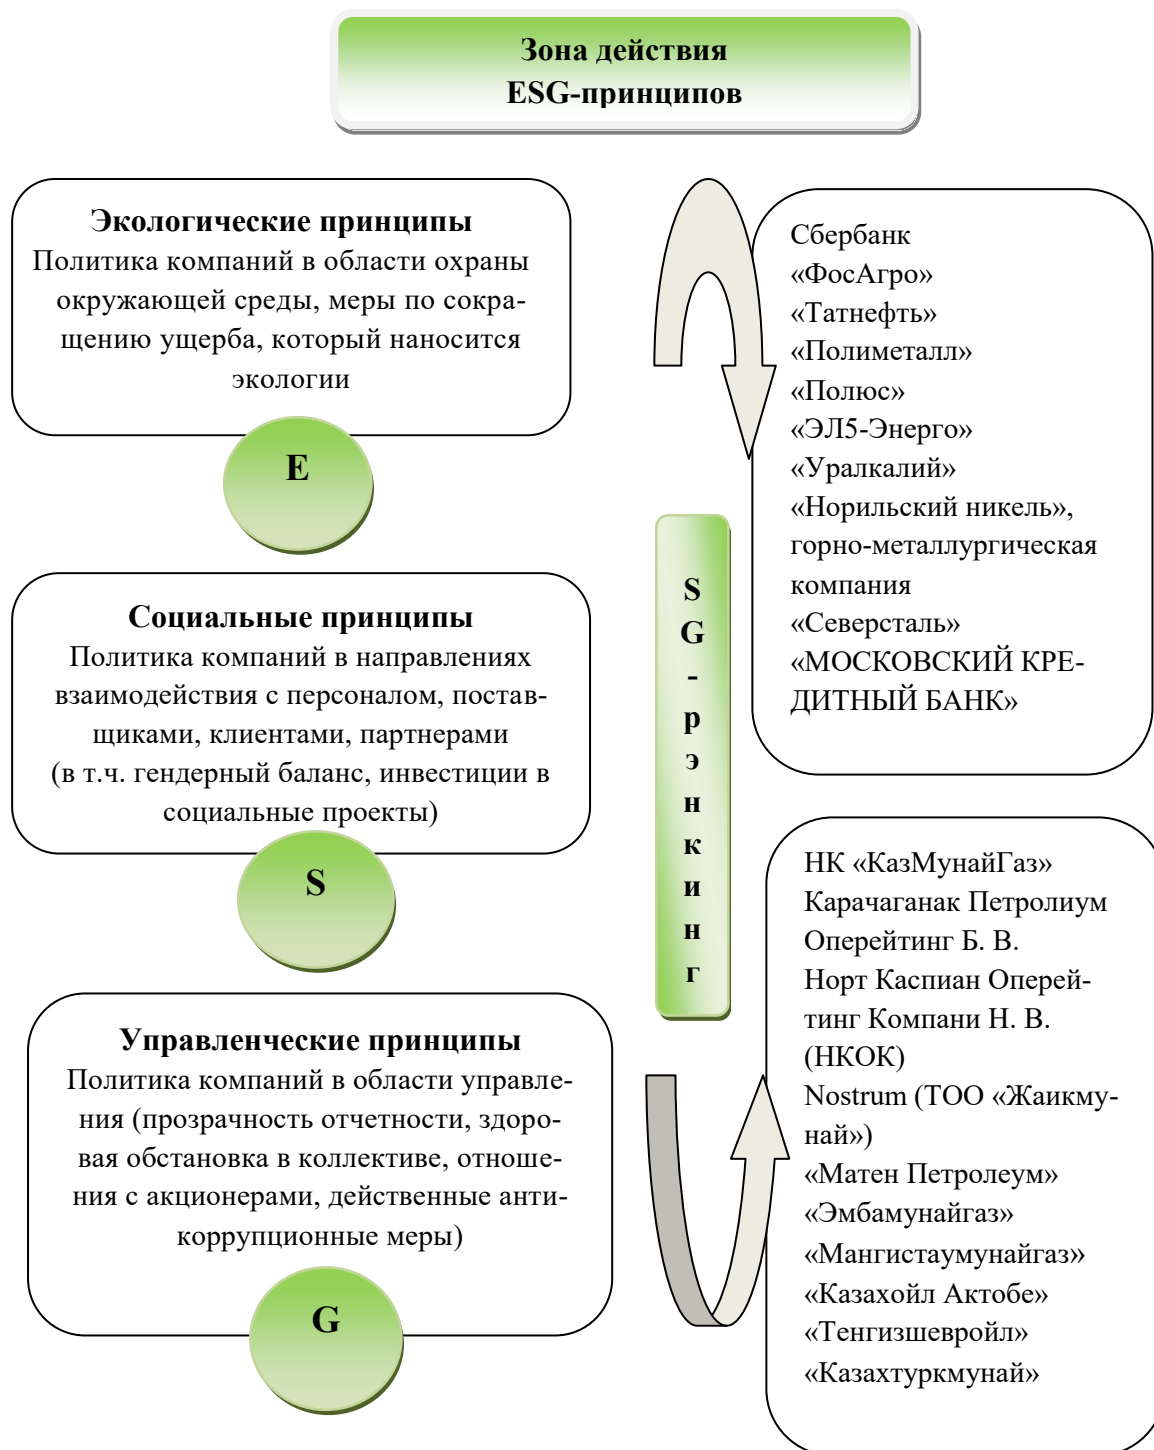 Зона действия
ESG-принципов
Экологические принципы
Политика компаний в области охраны
окружающей среды, меры по сокра-
щению ущерба, который наносится
экологии
E
Социальные принципы
Политика компаний в направлениях
взаимодействия с персоналом, постав-
щиками, клиентами, партнерами
(в т.ч. гендерный баланс, инвестиции в
социальные проекты)
S
Управленческие принципы
Политика компаний в области управле-
ния (прозрачность отчетности, здоро-
вая обстановка в коллективе, отноше-
ния с акционерами, действенные анти-
коррупционные меры)
G
S
G
-
р
э
н
к
и
н
г
Сбербанк
«ФосАгро»
«Татнефть»
«Полиметалл»
«Полюс»
«ЭЛ5-Энерго»
«Уралкалий»
«Норильский никель»,
горно-металлургическая
компания
«Северсталь»
«МОСКОВСКИЙ КРЕ-
ДИТНЫЙ БАНК»
НК «КазМунайГаз»
Карачаганак Петролиум
Оперейтинг Б. В.
Норт Каспиан Оперей-
тинг Компани Н. В.
(НКОК)
Nostrum (ТОО «Жаикму-
най»)
«Матен Петролеум»
«Эмбамунайгаз»
«Мангистаумунайгаз»
«Казахойл Актобе»
«Тенгизшевройл»
«Казахтуркмунай»